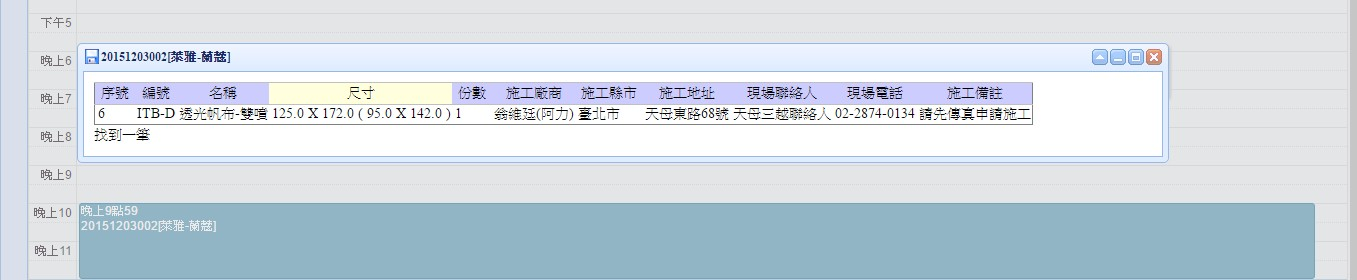 下午5
晚上6
20151203002[萊雅-蘭蔻]
晚上7
序號 編號 名稱 尺寸 份數 施工廠商 施工縣市 施工地址 現場聯絡人 現場電話 施工備註
6 ITB-D 透光帆布-雙噴 125.0 X 172.0 ( 95.0 X 142.0 ) 1 翁維廷(阿力) 臺北市 天母東路68號 天母三越聯絡人 02-2874-0134 請先傳真申請施工
晚上8
找到一筆
晚上9
晚上10
晚上9點59
20151203002[萊雅-蘭蔻]
晚上11